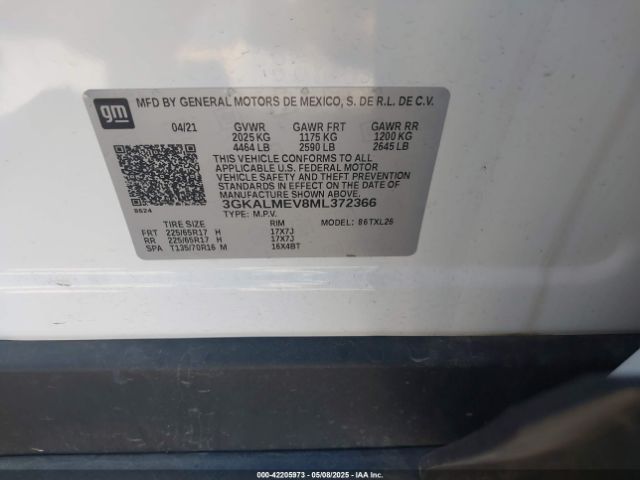 gm
MFD BY GENERAL MOTORS DE MEXICO, S. DE R.L. DE C.V.
04/21 GVWR GAWR FRT GAWR RR
2025 KG 1175 KG 1200 KG
4464 LB 2590 LB 2645 LB
THIS VEHICLE CONFORMS TO ALL
APPLICABLE U.S. FEDERAL MOTOR
VEHICLE SAFETY AND THEFT PREVENTION
STANDARDS IN EFFECT ON THE DATE OF
MANUFACTURE SHOWN ABOVE.
3GKALMEV8ML372366
8624 TYPE: M.P.V. MODEL: 86TXL26
TIRE SIZE RIM
FRT 225/65R17 H 17X7J
RR 225/65R17 H 17X7J
SPA T135/70R16 M 16X4BT
000-42205973 - 05/08/2025 - IAA Inc.